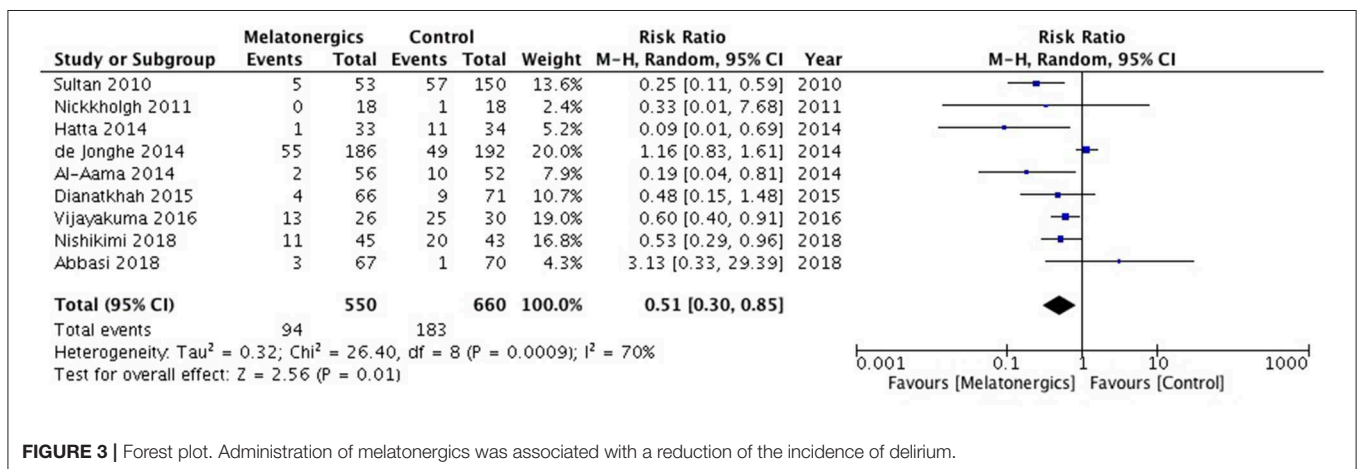 Melatonergics Control Risk Ratio Risk Ratio
Study or Subgroup Events Total Events Total Weight M-H, Random, 95% CI Year M-H, Random, 95% CI
Sultan 2010 5 53 57 150 13.6% 0.25 [0.11, 0.59] 2010
Nickkholgh 2011 0 18 1 18 2.4% 0.33 [0.01, 7.68] 2011
Hatta 2014 1 33 11 34 5.2% 0.09 [0.01, 0.69] 2014
de Jonghe 2014 55 186 49 192 20.0% 1.16 [0.83, 1.61] 2014
Al-Aama 2014 2 56 10 52 7.9% 0.19 [0.04, 0.81] 2014
Dianatkhah 2015 4 66 9 71 10.7% 0.48 [0.15, 1.48] 2015
Vijayakuma 2016 13 26 25 30 19.0% 0.60 [0.40, 0.91] 2016
Nishikimi 2018 11 45 20 43 16.8% 0.53 [0.29, 0.96] 2018
Abbasi 2018 3 67 1 70 4.3% 3.13 [0.33, 29.39] 2018
Total (95% CI) 550 660 100.0% 0.51 [0.30, 0.85]
Total events 94 183
Heterogeneity: Tau² = 0.32; Chi² = 26.40, df = 8 (P = 0.0009); I² = 70%
Test for overall effect: Z = 2.56 (P = 0.01)
0.001 0.1 1 10 1000
Favours [Melatonergics] Favours [Control]
FIGURE 3 | Forest plot. Administration of melatonergics was associated with a reduction of the incidence of delirium.